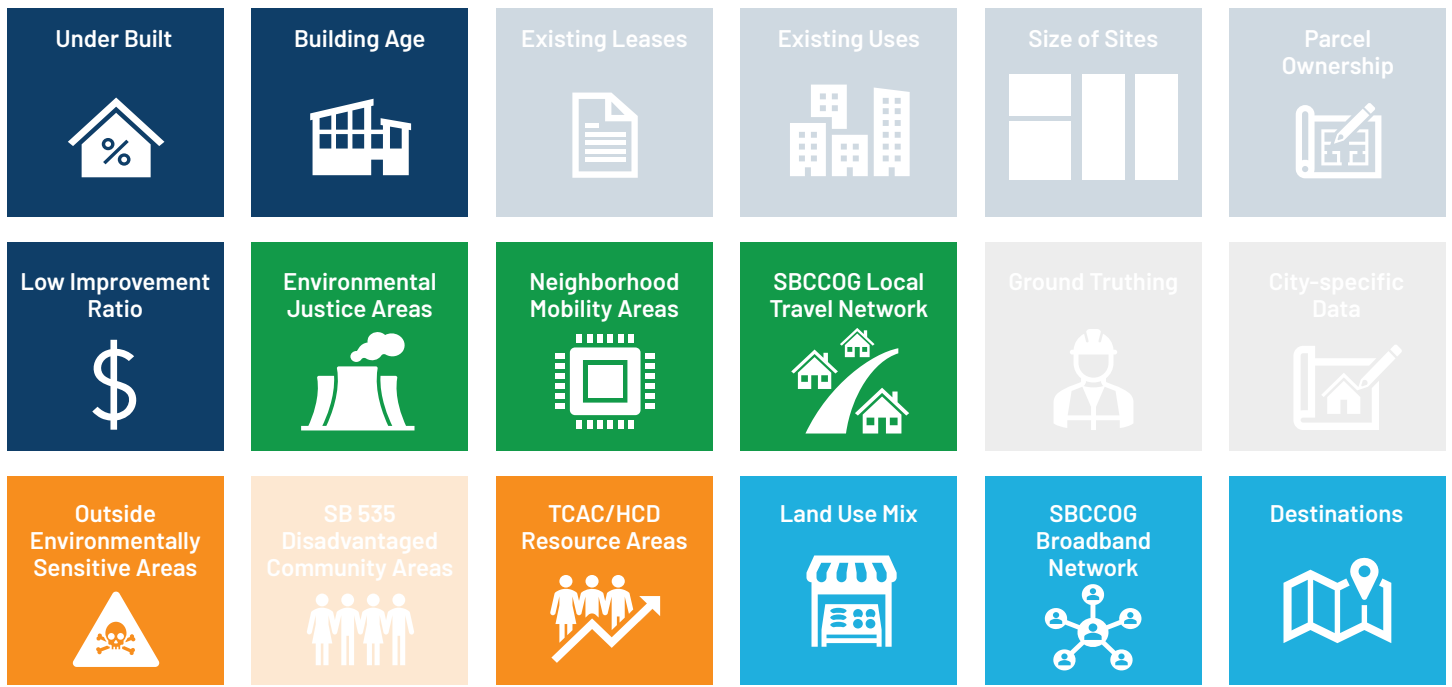 Under Built
Building Age
Existing Leases
Existing Uses
Size of Sites
Parcel
Ownership
%
Low Improvement
Ratio
$
Environmental
Justice Areas
Neighborhood
Mobility Areas
SBCCOG Local
Travel Network
Ground Truthing
City-specific
Data
Outside
Environmentally
Sensitive Areas
SB 535
Disadvantaged
Community Areas
TCAC/HCD
Resource Areas
Land Use Mix
SBCCOG
Broadband
Network
Destinations